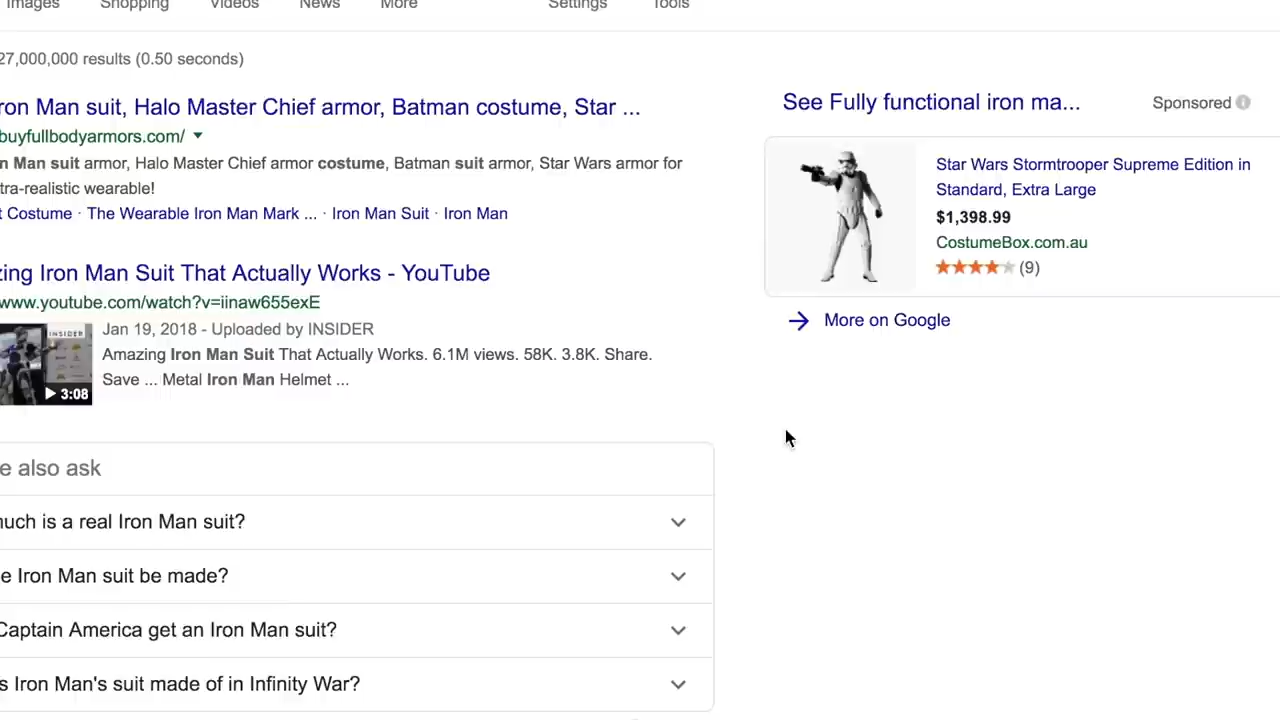 Images Shopping Videos News More Settings Tools
27,000,000 results (0.50 seconds)
ron Man suit, Halo Master Chief armor, Batman costume, Star ...
buyfullbodyarmors.com/
n Man suit armor, Halo Master Chief armor costume, Batman suit armor, Star Wars armor for
tra-realistic wearable!
t Costume · The Wearable Iron Man Mark ... · Iron Man Suit · Iron Man
zing Iron Man Suit That Actually Works - YouTube
www.youtube.com/watch?v=iinaw655exE
INSIDER
3:08
Jan 19, 2018 - Uploaded by INSIDER
Amazing Iron Man Suit That Actually Works. 6.1M views. 58K. 3.8K. Share.
Save ... Metal Iron Man Helmet ...
e also ask
much is a real Iron Man suit?
e Iron Man suit be made?
Captain America get an Iron Man suit?
s Iron Man's suit made of in Infinity War?
See Fully functional iron ma... Sponsored
Star Wars Stormtrooper Supreme Edition in
Standard, Extra Large
$1,398.99
CostumeBox.com.au
(9)
More on Google